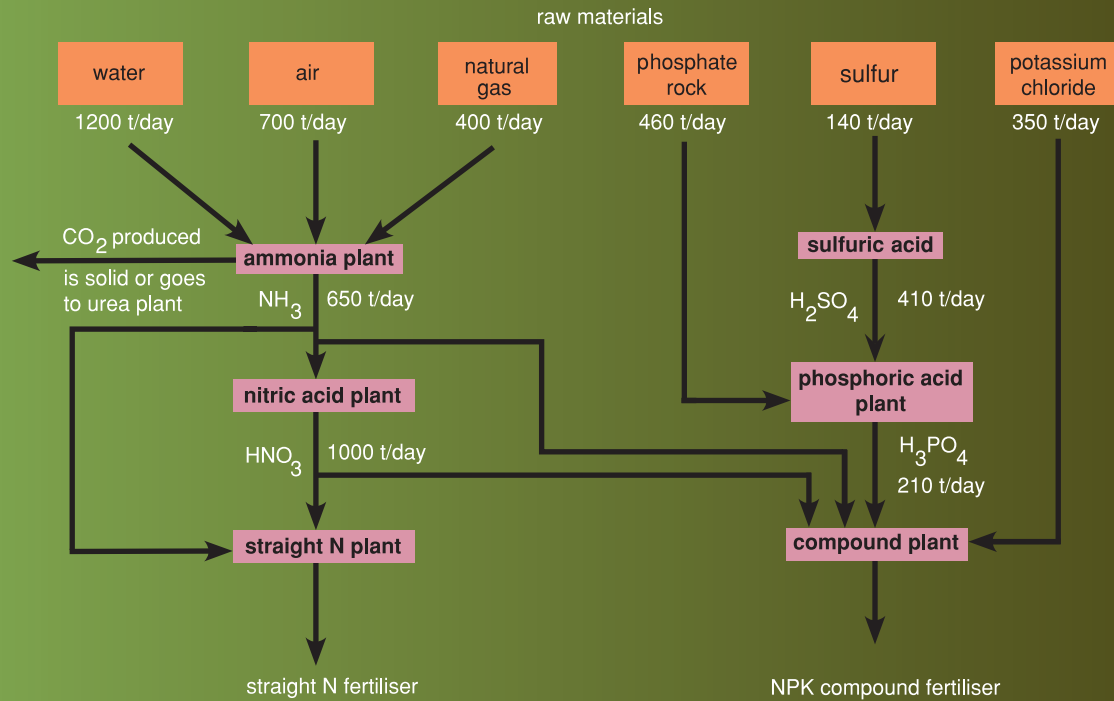 raw materials
water
air
natural
gas
phosphate
rock
sulfur
potassium
chloride
1200 t/day
700 t/day
400 t/day
460 t/day
140 t/day
350 t/day
CO₂ produced
is solid or goes
to urea plant
ammonia plant
sulfuric acid
NH₃
650 t/day
H₂SO₄
410 t/day
nitric acid plant
phosphoric acid
plant
HNO₃
1000 t/day
H₃PO₄
210 t/day
straight N plant
compound plant
straight N fertiliser
NPK compound fertiliser